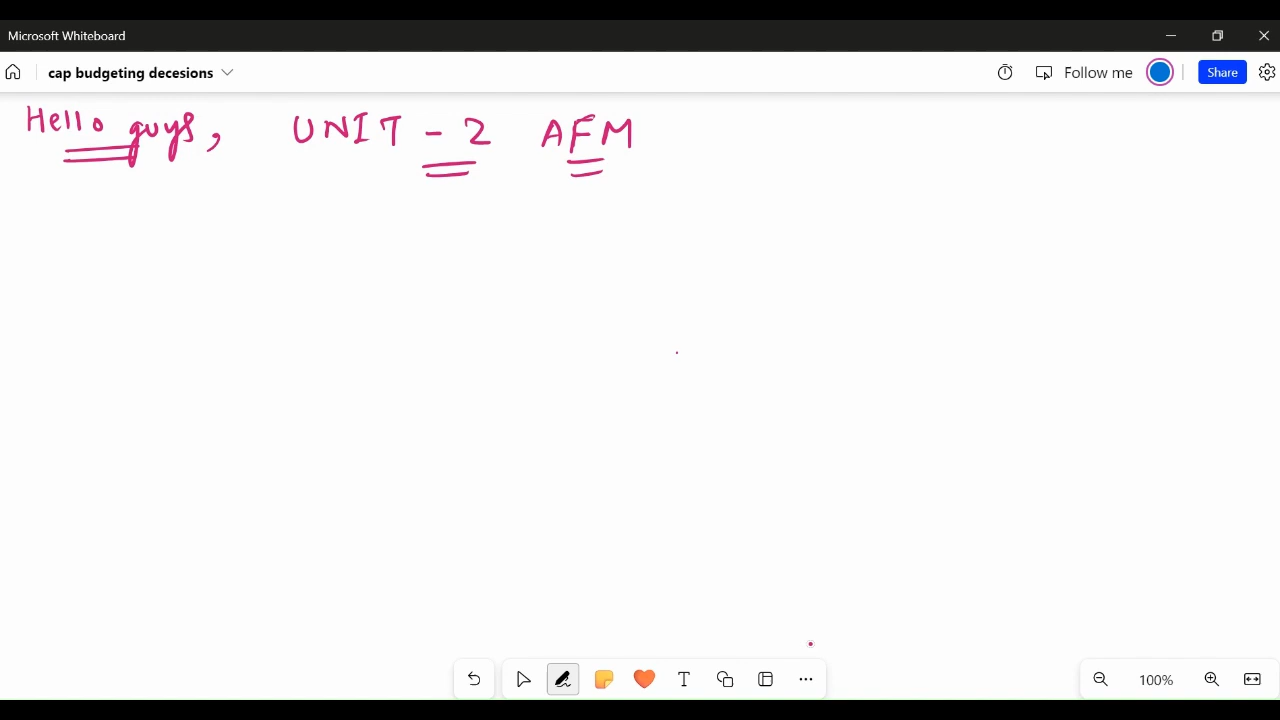 Microsoft Whiteboard
cap budgeting decesions
Follow me
Share
Hello guys, UNIT - 2 AFM
T
100%